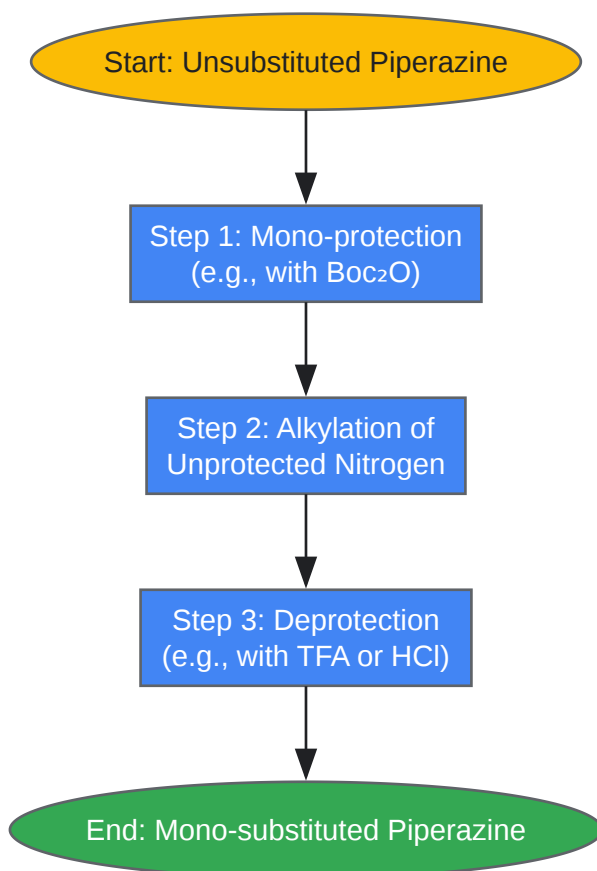 Start: Unsubstituted Piperazine
Step 1: Mono-protection
(e.g., with Boc₂O)
Step 2: Alkylation of
Unprotected Nitrogen
Step 3: Deprotection
(e.g., with TFA or HCl)
End: Mono-substituted Piperazine